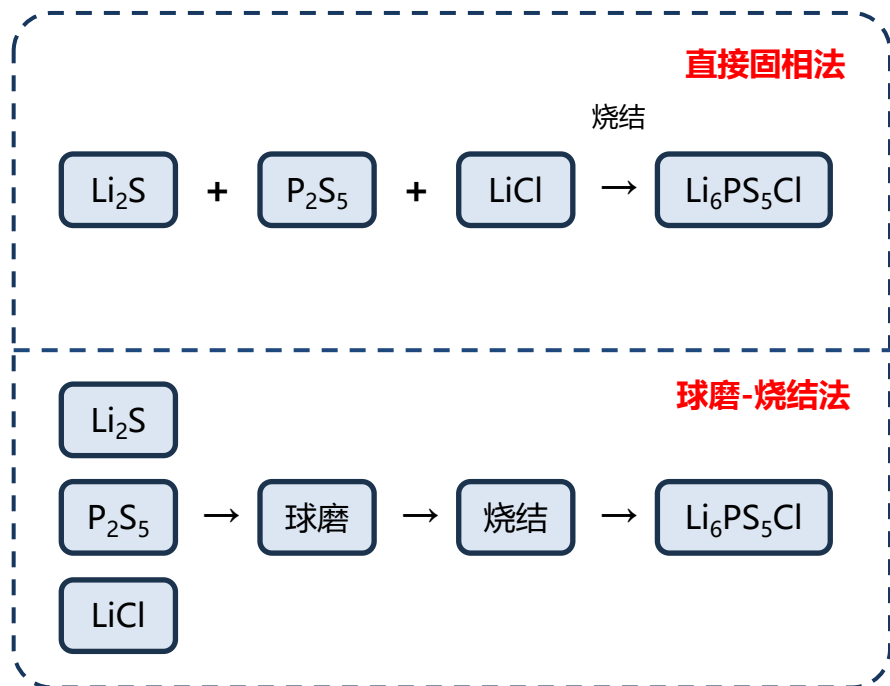 直接固相法
烧结
Li₂S + P₂S₅ + LiCl → Li₆PS₅Cl
球磨-烧结法
Li₂S
P₂S₅ → 球磨 → 烧结 → Li₆PS₅Cl
LiCl